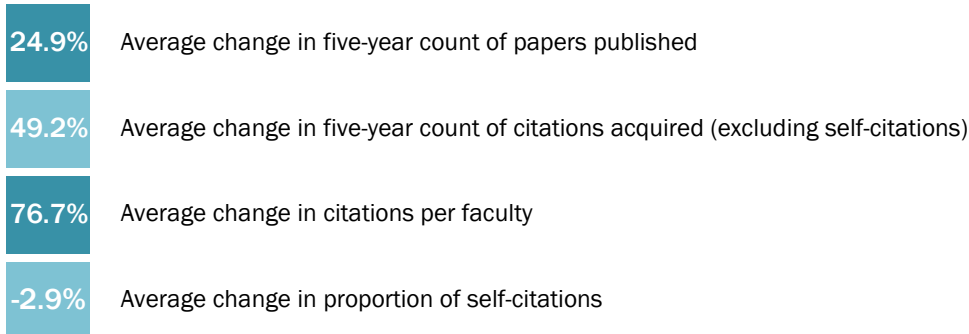 24.9% Average change in five-year count of papers published
49.2% Average change in five-year count of citations acquired (excluding self-citations)
76.7% Average change in citations per faculty
-2.9% Average change in proportion of self-citations